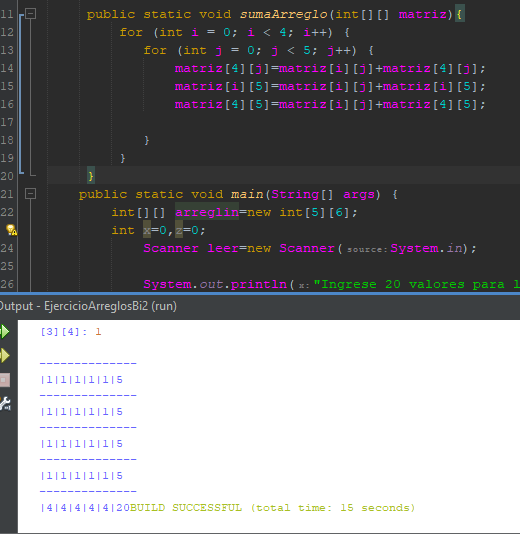 11 public static void sumaArreglo(int[][] matriz){
12 for (int i = 0; i < 4; i++) {
13 for (int j = 0; j < 5; j++) {
14 matriz[4][j]=matriz[i][j]+matriz[4][j];
15 matriz[i][5]=matriz[i][j]+matriz[i][5];
16 matriz[4][5]=matriz[i][j]+matriz[4][5];
17
18 }
19 }
20 }
21 public static void main(String[] args) {
22 int[][] arreglin=new int[5][6];
int x=0,z=0;
24 Scanner leer=new Scanner(source:System.in);
25
26 System.out.println(x:"Ingrese 20 valores para l
Output - EjercicioArreglosBi2 (run)
[3][4]: 1
--------------
|1|1|1|1|1|5
--------------
|1|1|1|1|1|5
--------------
|1|1|1|1|1|5
--------------
|1|1|1|1|1|5
--------------
|4|4|4|4|4|20BUILD SUCCESSFUL (total time: 15 seconds)